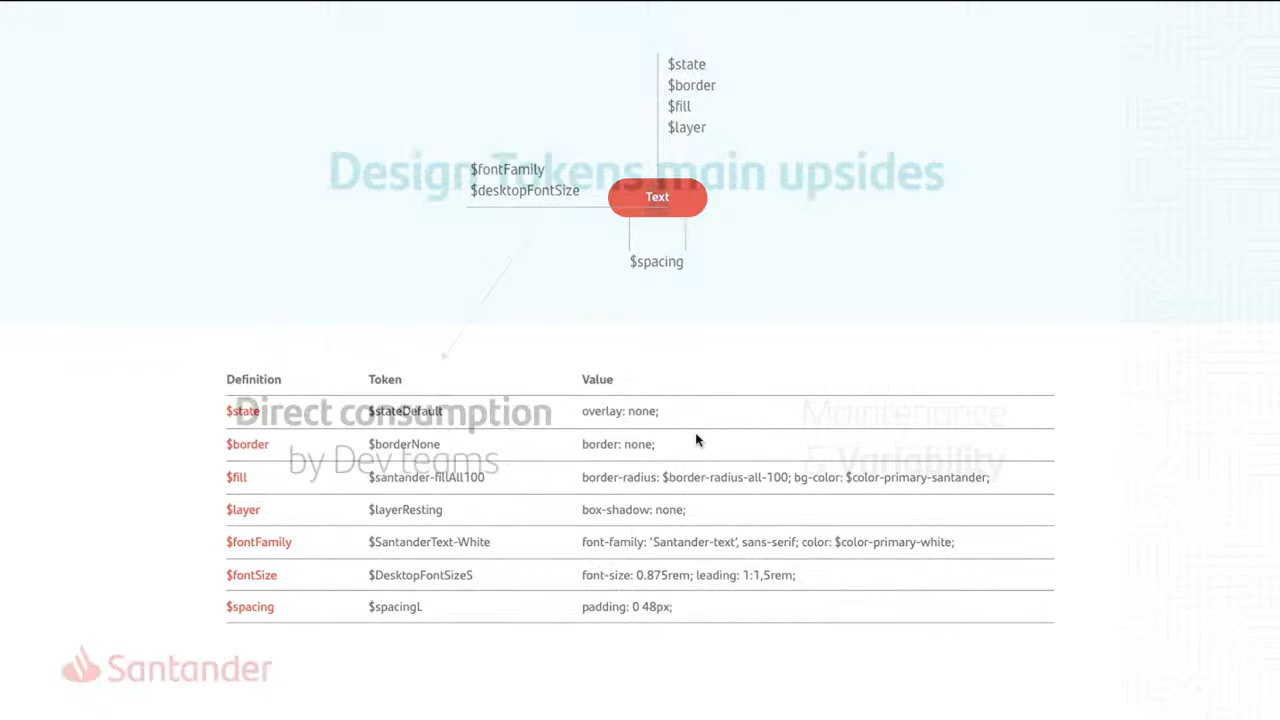 $state
$border
$fill
$layer
Design Tokens main upsides
$fontFamily
$desktopFontSize
Text
$spacing
Definition Token Value
$state $stateDefault overlay: none;
Direct consumption
by Dev teams
Maintenance
& Variability
$border $borderNone border: none;
$fill $santander-fillAll100 border-radius: $border-radius-all-100; bg-color: $color-primary-santander;
$layer $layerResting box-shadow: none;
$fontFamily $SantanderText-White font-family: ‘Santander-text’, sans-serif; color: $color-primary-white;
$fontSize $DesktopFontSizeS font-size: 0.875rem; leading: 1:1,5rem;
$spacing $spacingL padding: 0 48px;
Santander